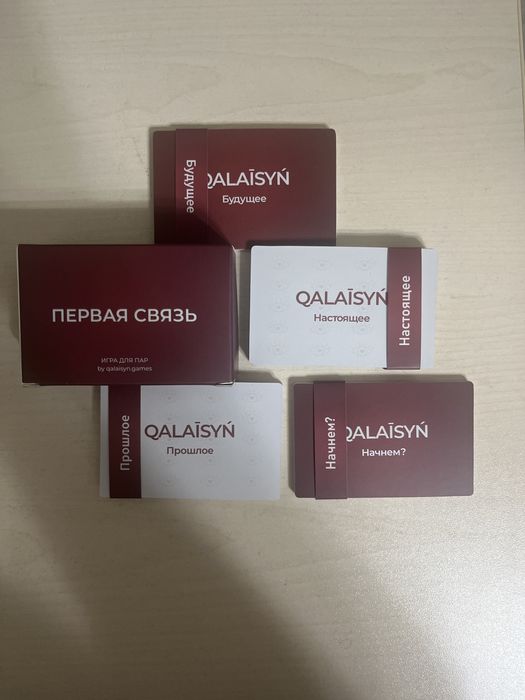 Будущее
QALAĪSYŃ
Будущее
ПЕРВАЯ СВЯЗЬ
ИГРА ДЛЯ ПАР
by qalaisyn.games
QALAĪSYŃ
Настоящее
Настоящее
Прошлое
QALAĪSYŃ
Прошлое
Начнем?
QALAĪSYŃ
Начнем?